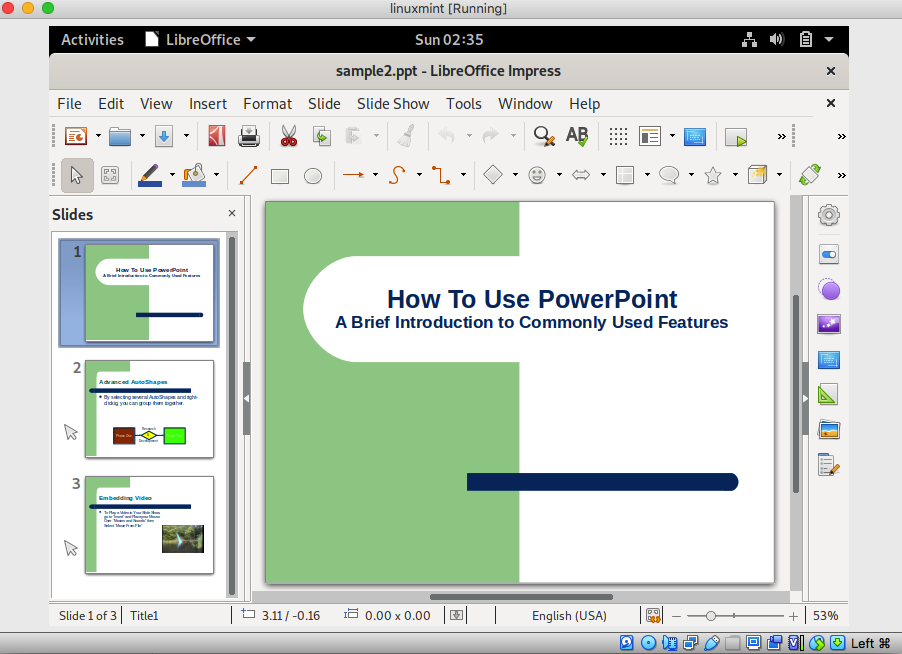 linuxmint [Running]
Activities LibreOffice Sun 02:35
sample2.ppt - LibreOffice Impress
File Edit View Insert Format Slide Slide Show Tools Window Help
Slides
1
How To Use PowerPoint
A Brief Introduction to Commonly Used Features
2
Advanced AutoShapes
By selecting several AutoShapes and right-
clicking, you can group them together.
3
Embedding Video
How To Use PowerPoint
A Brief Introduction to Commonly Used Features
Slide 1 of 3 Title1 3.11 / -0.16 0.00 x 0.00 English (USA) 53%
Left ⌘